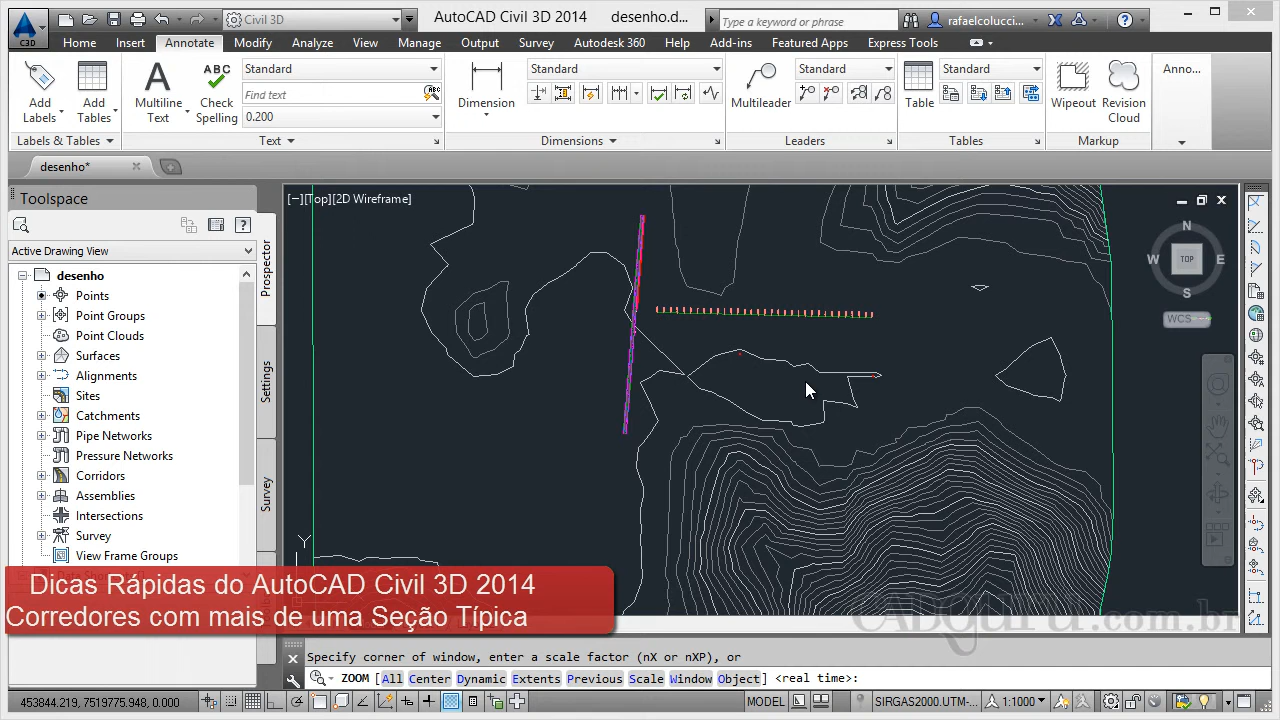 C3D
Civil 3D
AutoCAD Civil 3D 2014
desenho.d...
Type a keyword or phrase
rafaelcolucci...
Home
Insert
Annotate
Modify
Analyze
View
Manage
Output
Survey
Autodesk 360
Help
Add-ins
Featured Apps
Express Tools
Add
Labels
Add
Tables
Labels & Tables
Multiline
Text
ABC
Check
Spelling
Standard
Find text
0.200
Text
Dimension
Standard
Dimensions
Multileader
Standard
Leaders
Table
Standard
Tables
Wipeout
Revision
Cloud
Markup
Anno...
desenho*
Toolspace
Active Drawing View
desenho
Points
Point Groups
Point Clouds
Surfaces
Alignments
Sites
Catchments
Pipe Networks
Pressure Networks
Corridors
Assemblies
Intersections
Survey
View Frame Groups
Prospector
Settings
Survey
[−][Top][2D Wireframe]
N
W
TOP
E
S
WCS
Y
Dicas Rápidas do AutoCAD Civil 3D 2014
Corredores com mais de uma Seção Típica
CADguru.com.br
Specify corner of window, enter a scale factor (nX or nXP), or
ZOOM [All Center Dynamic Extents Previous Scale Window Object] <real time>:
453844.219, 7519775.948, 0.000
MODEL
SIRGAS2000.UTM-...
1:1000